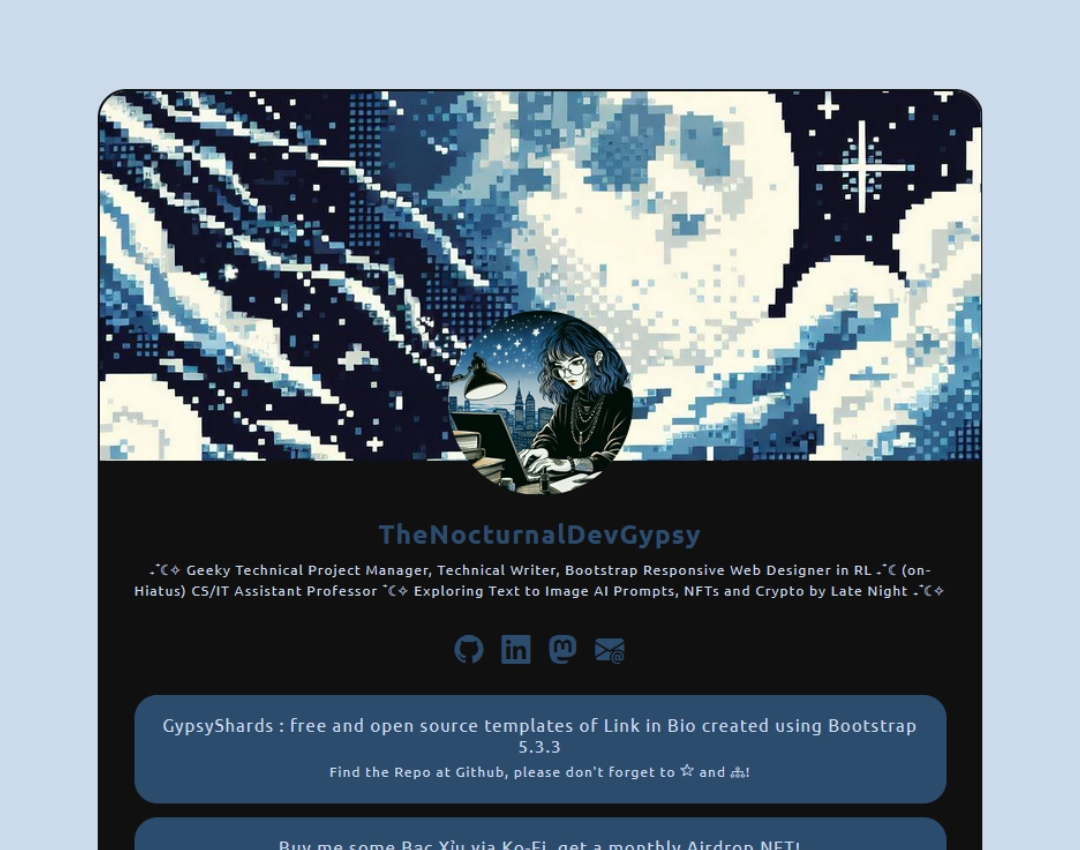 TheNocturnalDevGypsy
˖⁺☾✧ Geeky Technical Project Manager, Technical Writer, Bootstrap Responsive Web Designer in RL ˖⁺☾ (on-
Hiatus) CS/IT Assistant Professor ⁺☾✧ Exploring Text to Image AI Prompts, NFTs and Crypto by Late Night ˖⁺☾✧
GypsyShards : free and open source templates of Link in Bio created using Bootstrap
5.3.3
Find the Repo at Github, please don't forget to ☆ and !
Buy me some Bạc Xỉu via Ko-Fi, get a monthly Airdrop NFT!